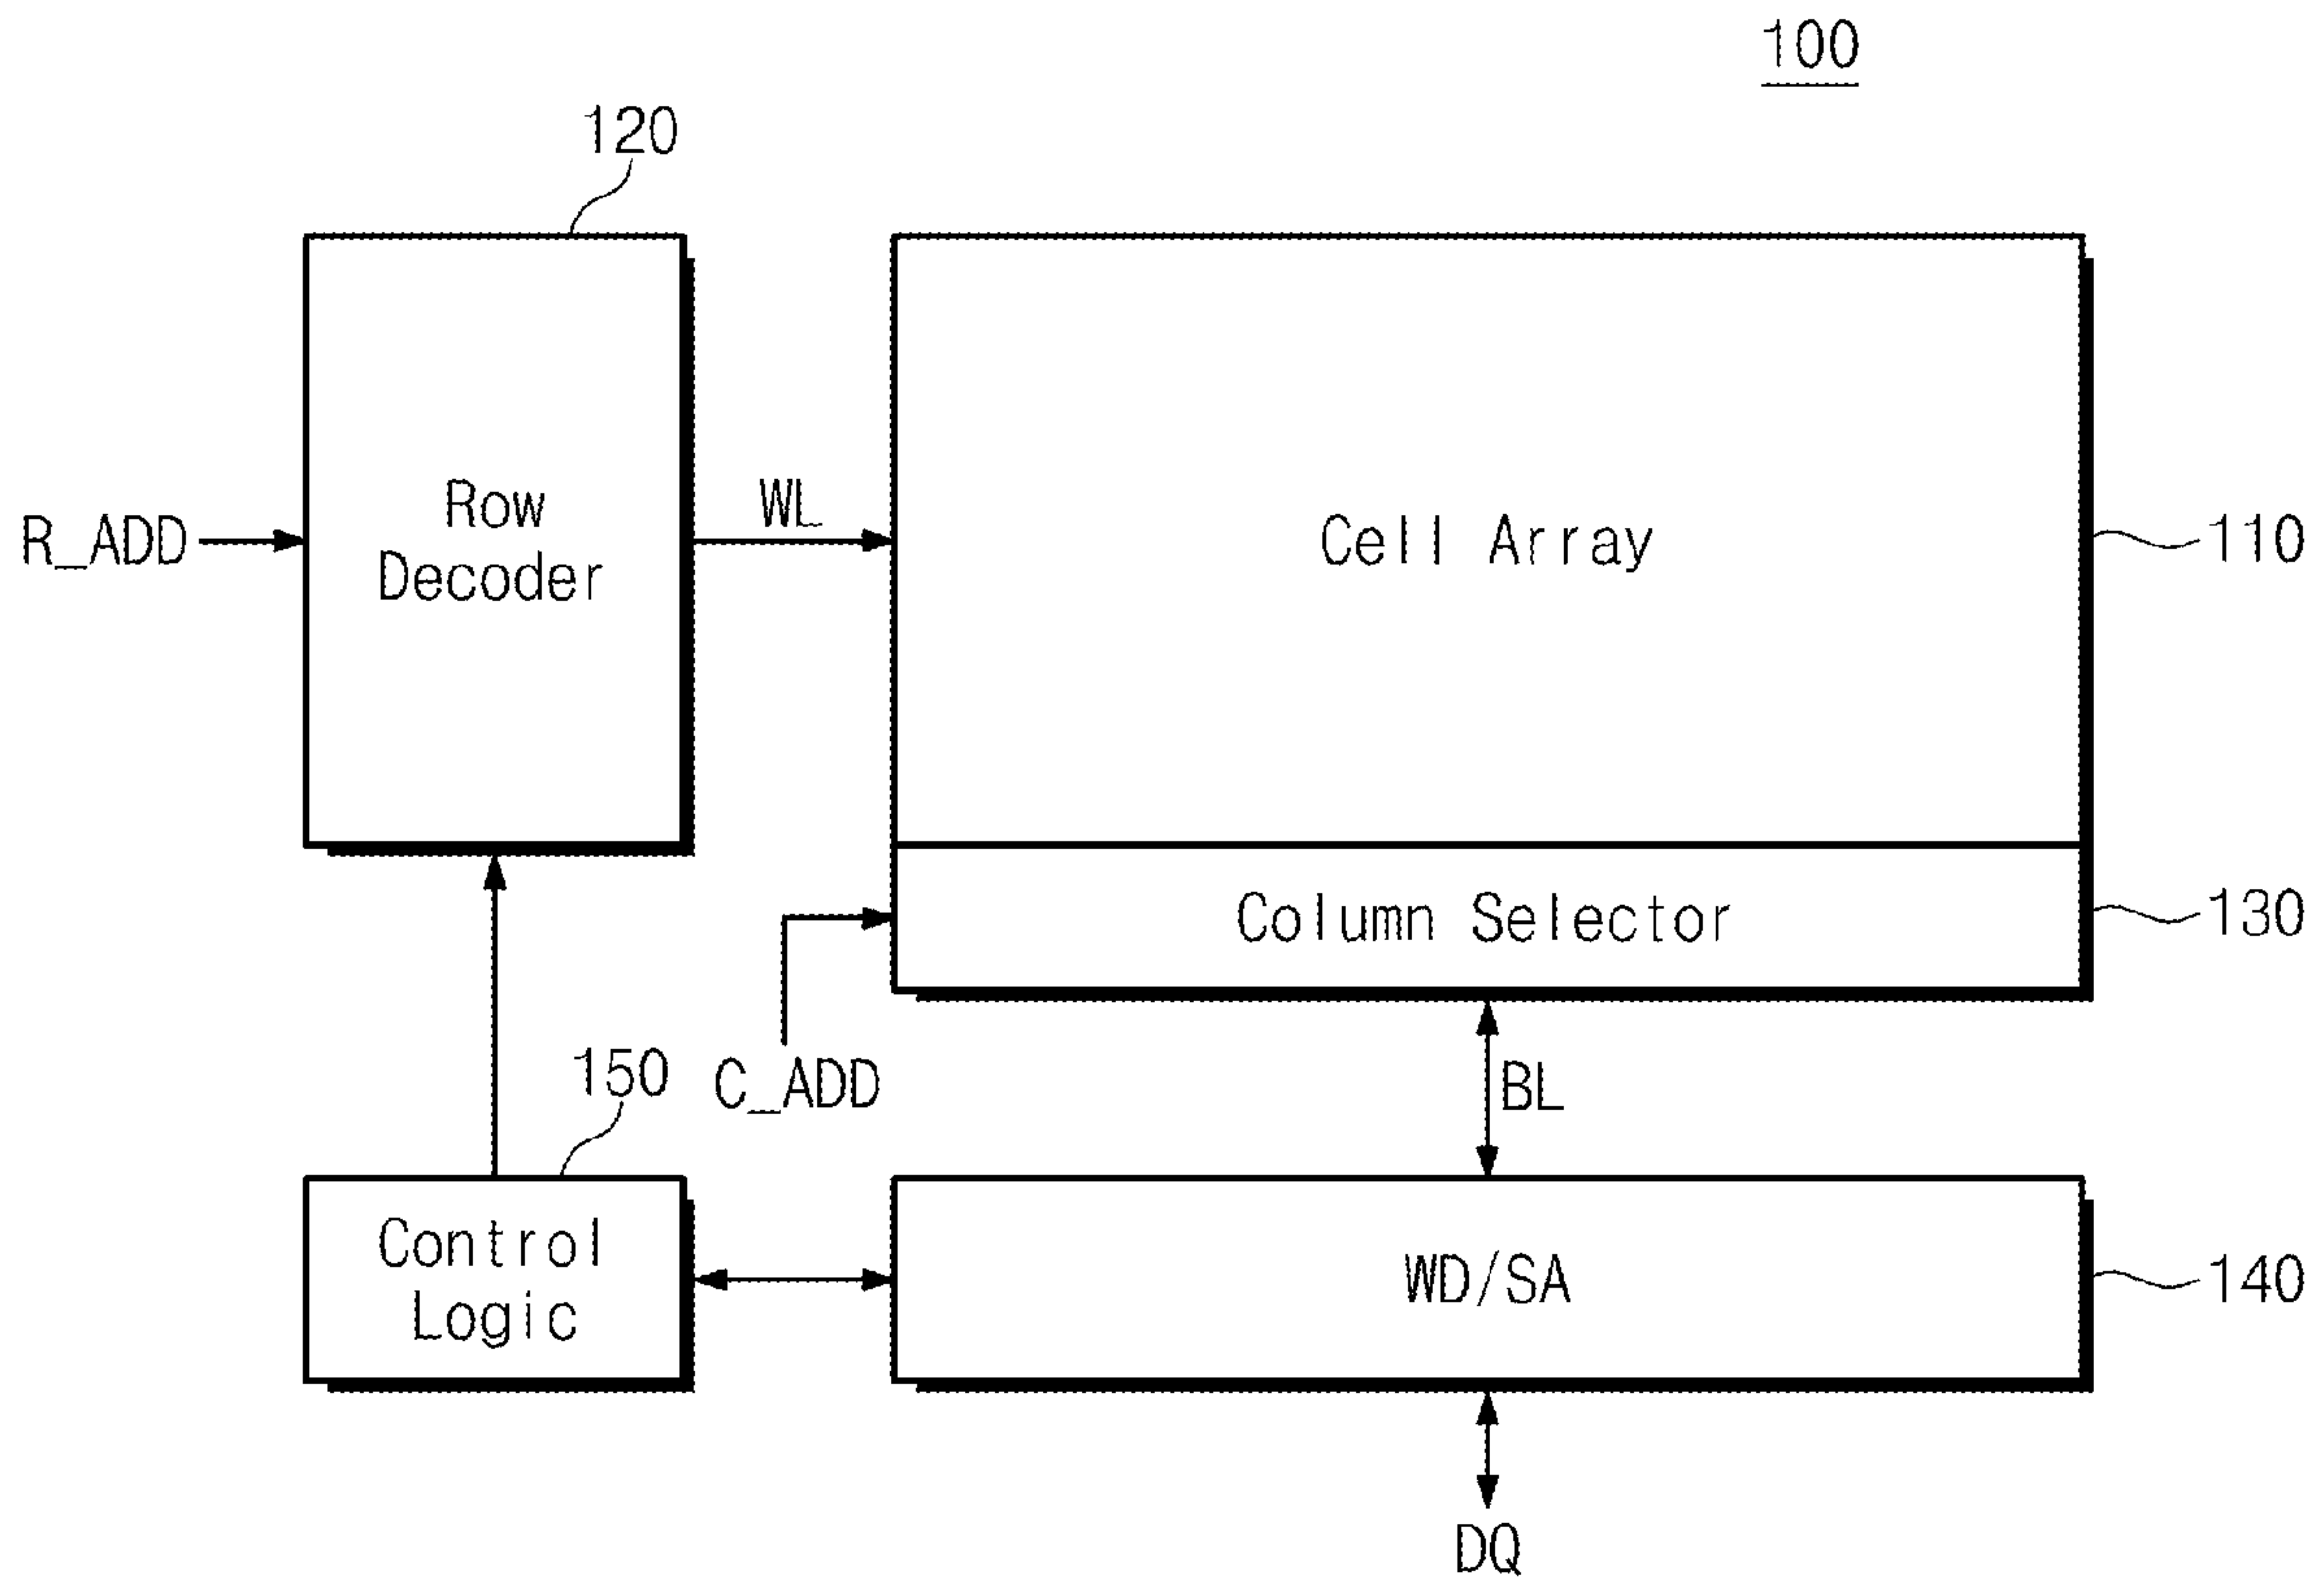 100
120
Row
Decoder
R_ADD
WL
Cell Array
110
Column Selector
130
150
C_ADD
BL
Control
Logic
WD/SA
140
DQ